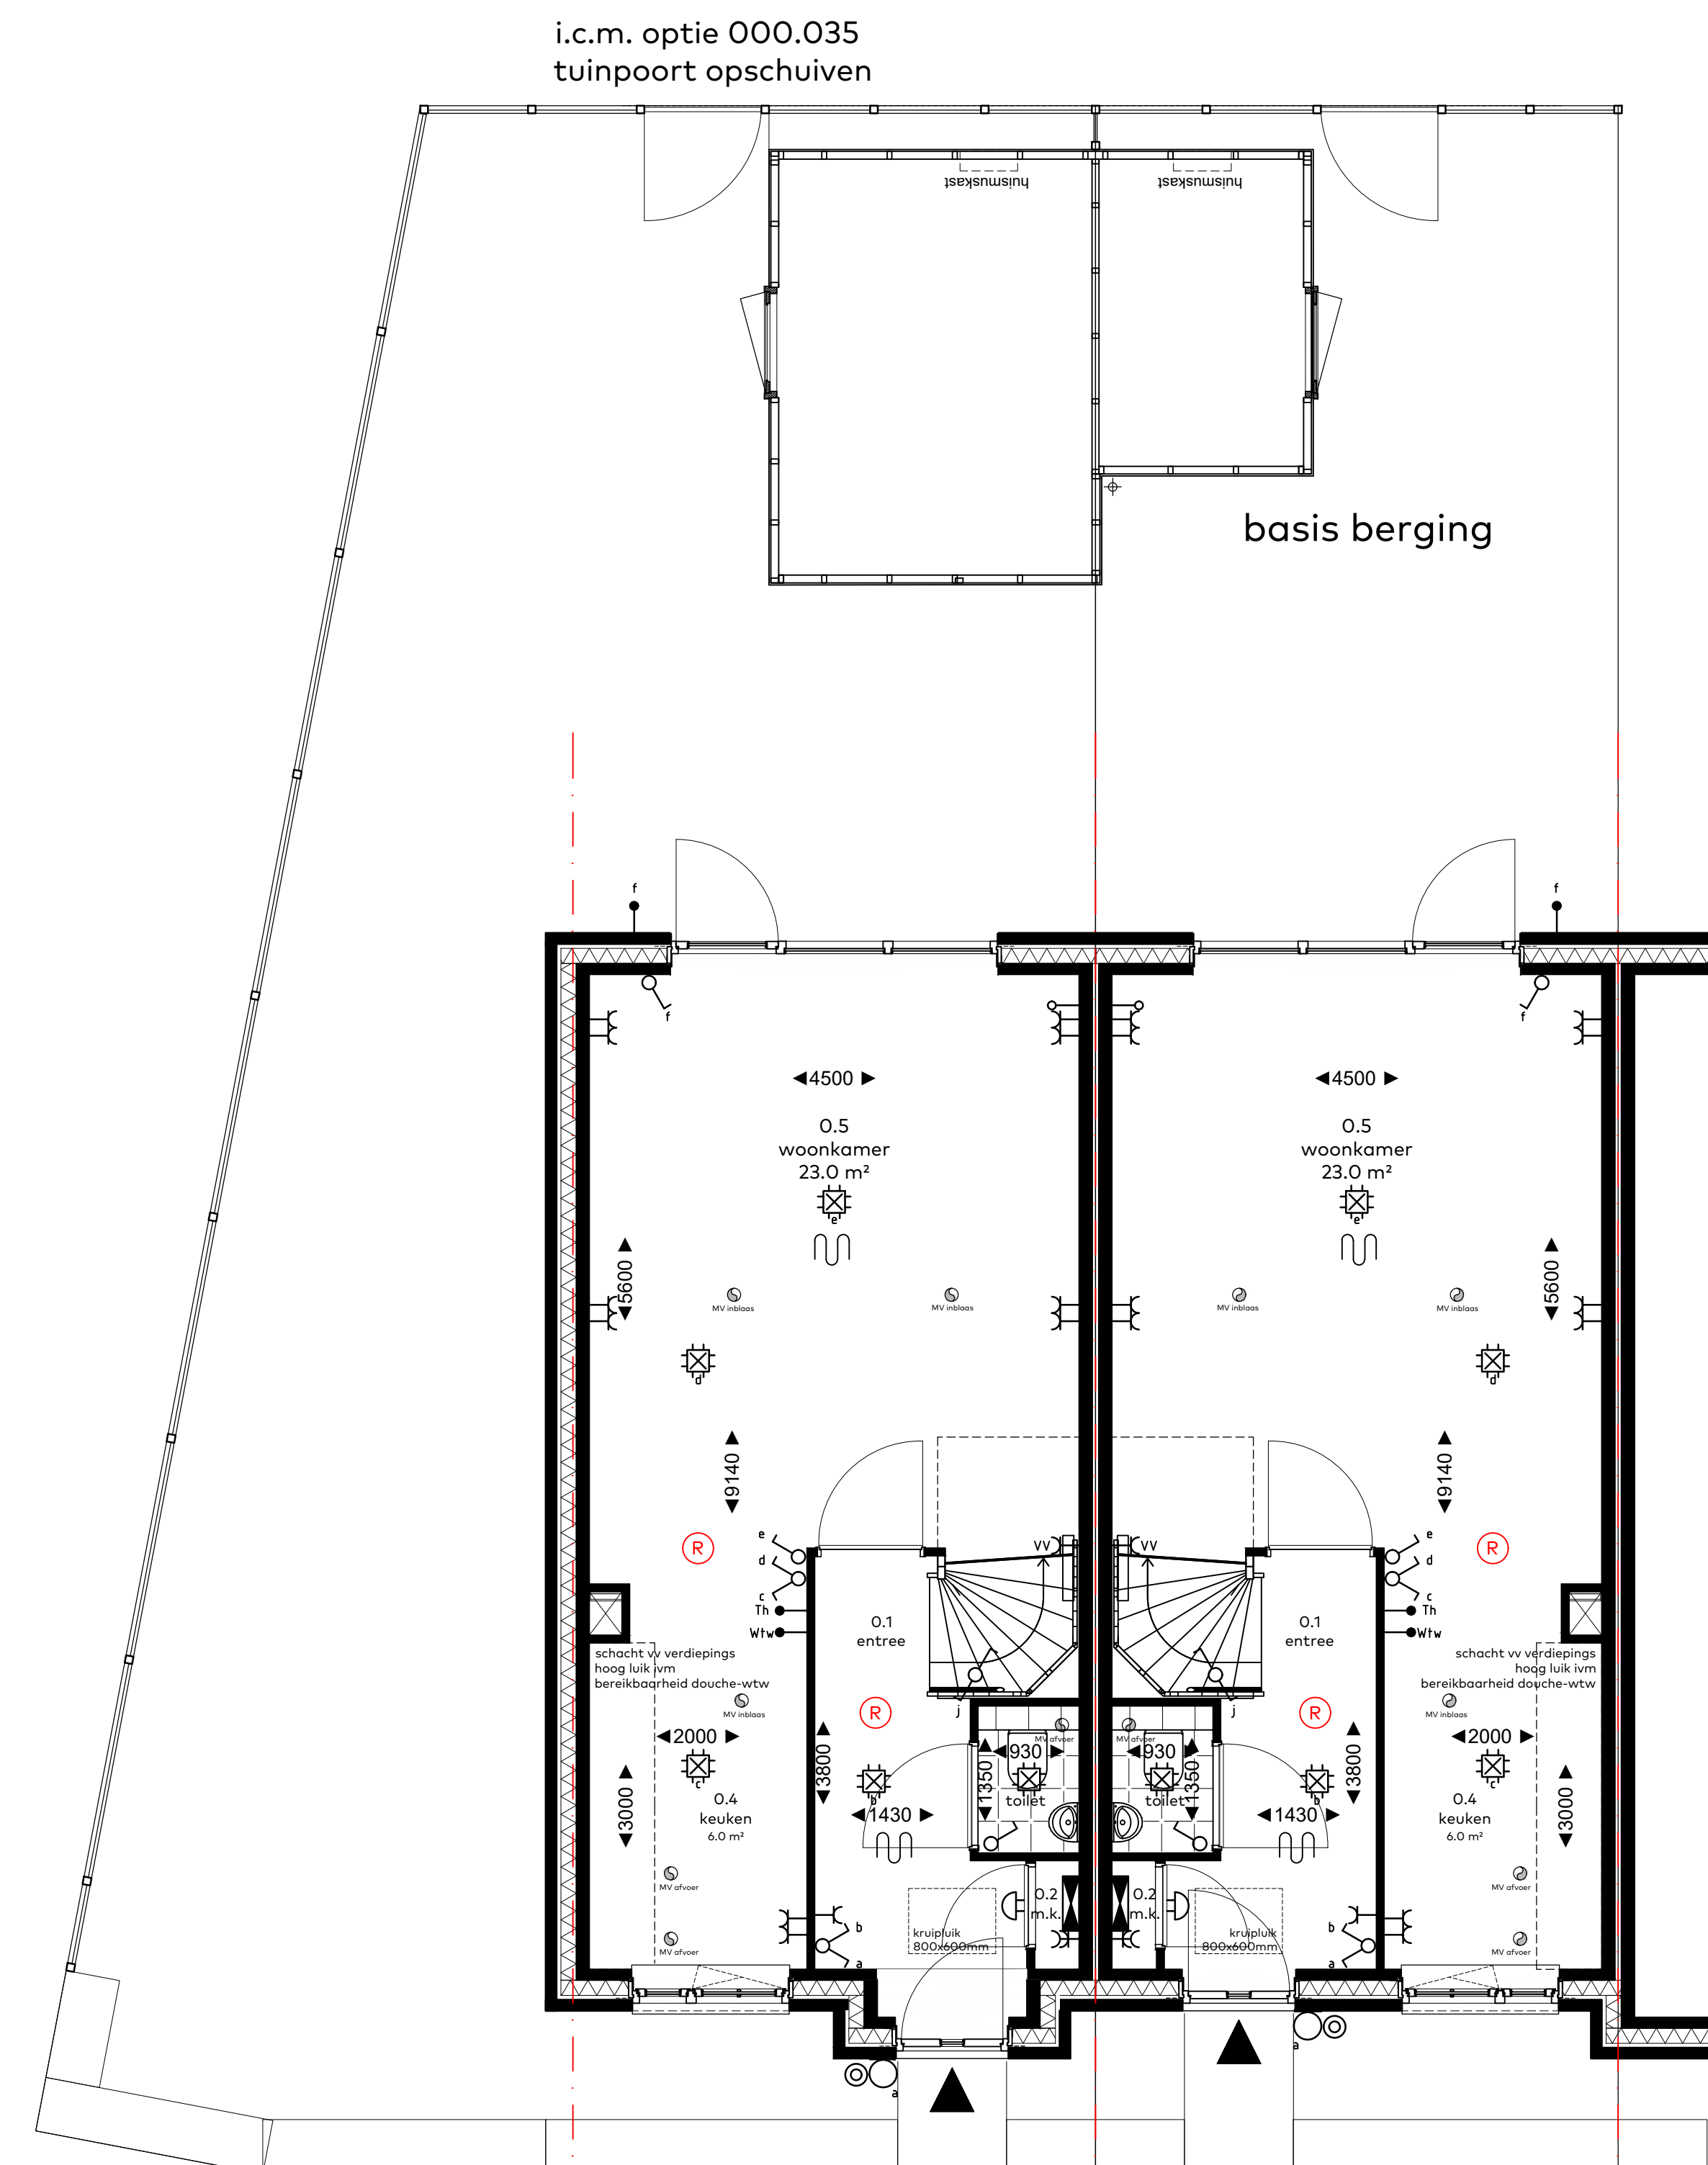 i.c.m. optie 000.035
tuinpoort opschuiven
huismuskast
huismuskast
basis berging
f
f
f
f
4500
4500
0.5
woonkamer
23.0 m²
e
0.5
woonkamer
23.0 m²
e
5600
5600
MV inblaas
MV inblaas
MV inblaas
MV inblaas
d
d
9140
9140
R
e
d
c
Th
Wtw
vv
vv
e
d
c
Th
Wtw
R
0.1
entree
0.1
entree
schacht vv verdiepings
hoog luik ivm
bereikbaarheid douche-wtw
schacht vv verdiepings
hoog luik ivm
bereikbaarheid douche-wtw
MV inblaas
MV inblaas
R
j
j
R
2000
c
3800
930
MV afvoer
1350
toilet
930
MV afvoer
1350
toilet
3800
2000
c
3000
0.4
keuken
6.0 m²
b
1430
b
1430
0.4
keuken
6.0 m²
3000
MV afvoer
MV afvoer
0.2
m.k.
0.2
m.k.
MV afvoer
MV afvoer
b
a
kruipluik
800x600mm
kruipluik
800x600mm
b
a
a
a